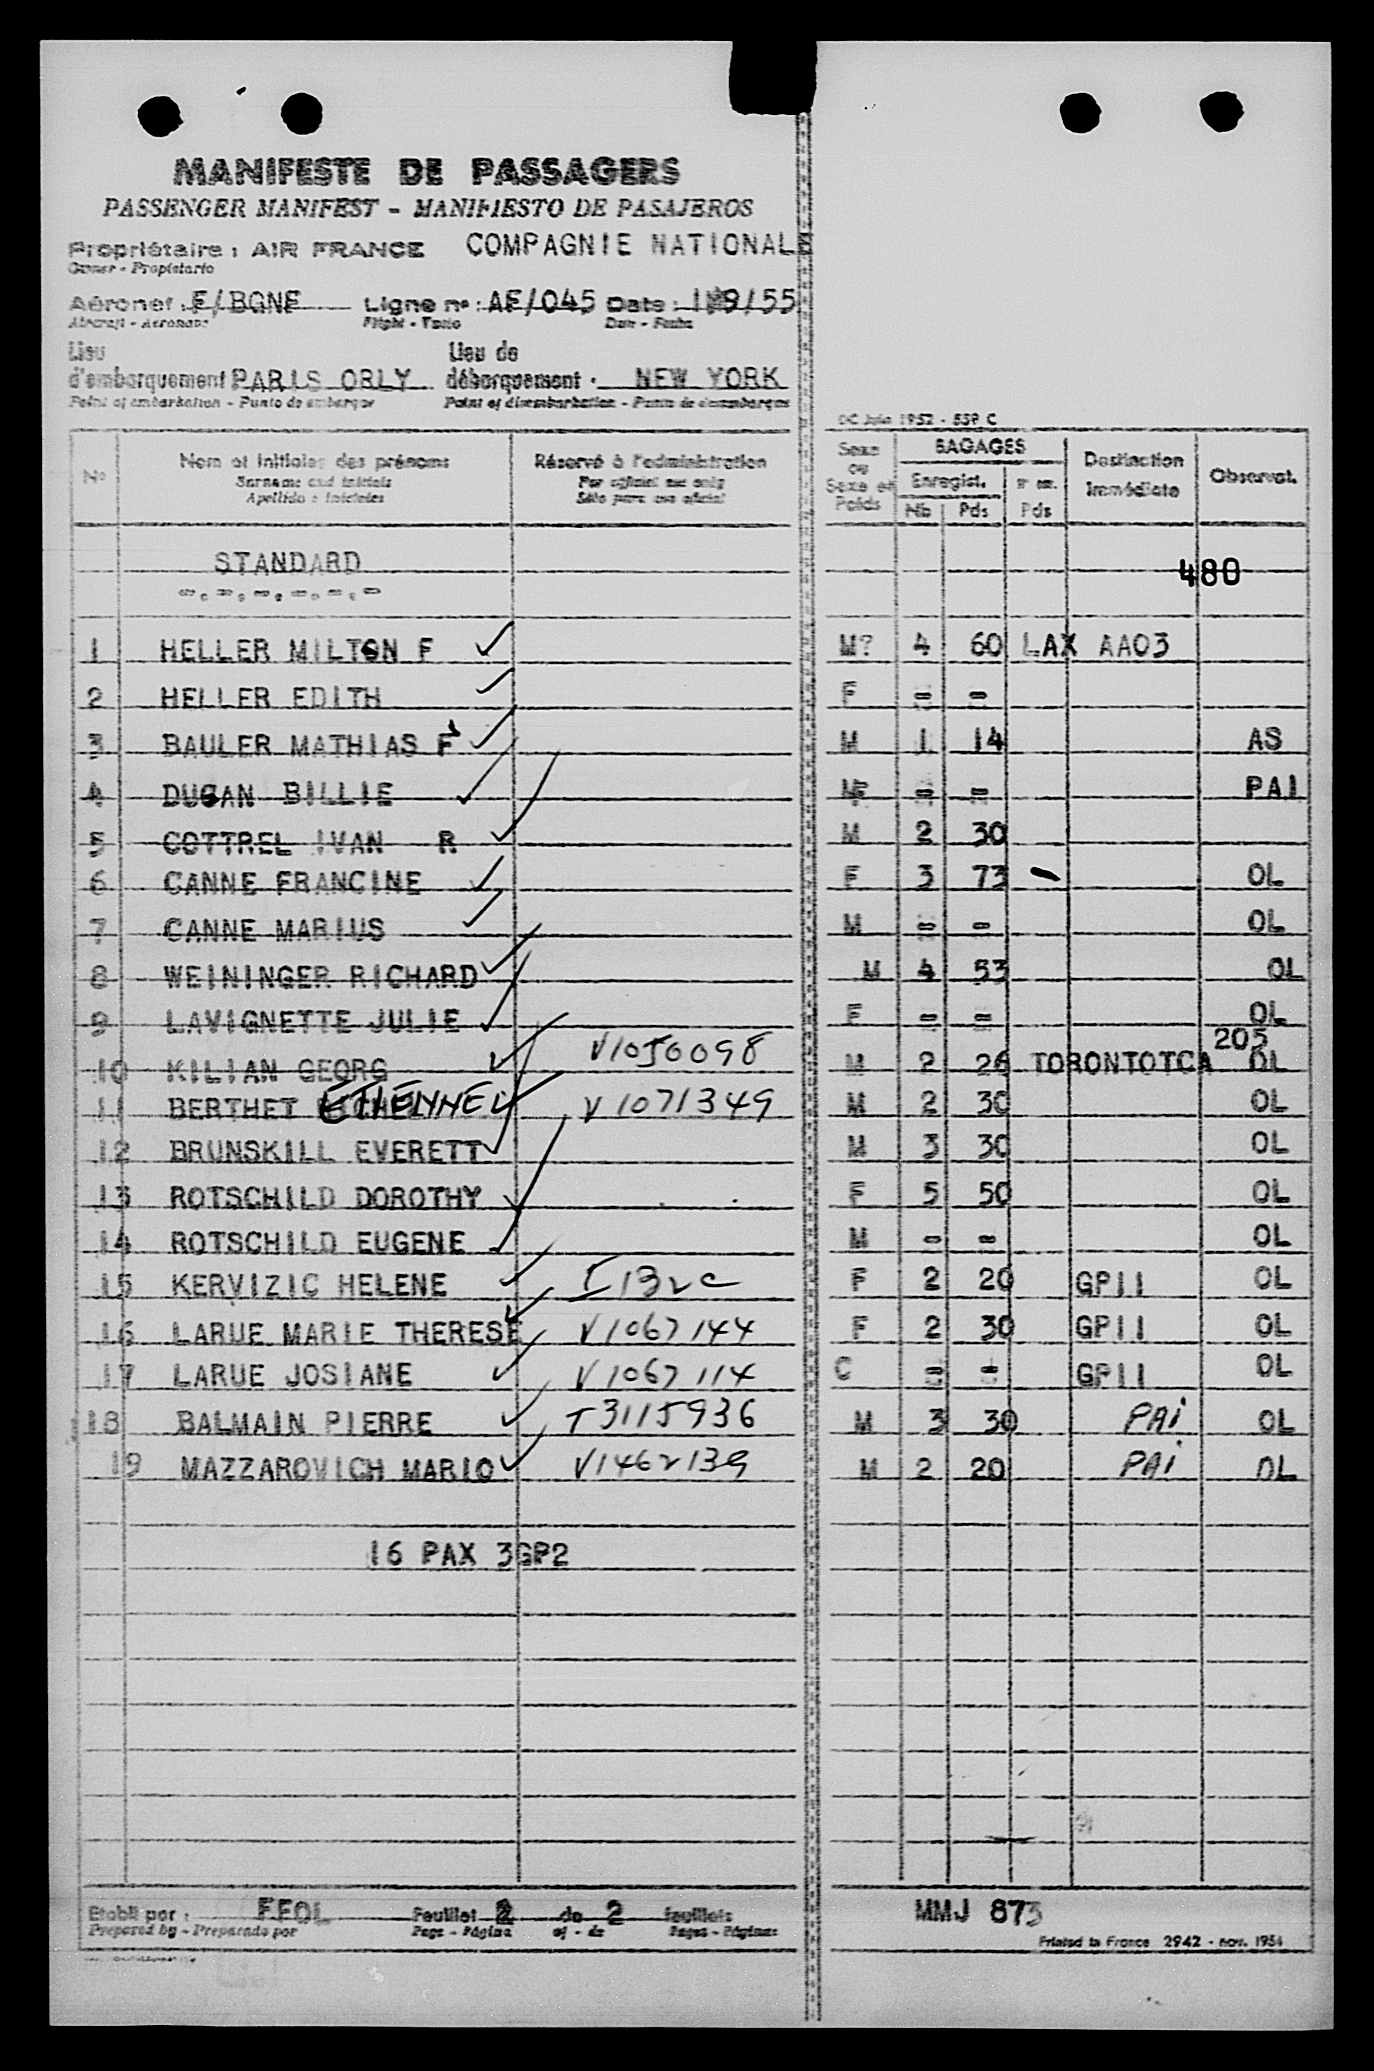 MANIFESTE DE PASSAGERS
PASSENGER MANIFEST - MANIFIESTO DE PASAJEROS
Propriétaire : AIR FRANCE COMPAGNIE NATIONALE
Owner - Propietario
Aéronef : F/BGNE Ligne nº : AF/045 Date : 1 9/55
Aircraft - Aeronave Flight - Vuelo Date - Fecha
Lieu d'embarquement PARIS ORLY Lieu de débarquement . NEW YORK
Point of embarkation - Punto de embarque Point of disembarkation - Punto de desembarque
DC Juin 1952 - 539 C
Nº Nom et initiales des prénoms Réservé à l'administration Sexe ou Sexe et Poids BAGAGES Destination Immédiate Observat.
Surname and initials For official use only Enregist. Nº en.
Apellido e iniciales Sólo para uso oficial Nb Pds Pds
STANDARD 480
1 HELLER MILTON F M? 4 60 LAX AA03
2 HELLER EDITH F = =
3 BAULER MATHIAS F M 1 14 AS
4 DUGAN BILLIE = = PAI
5 COTTREL IVAN R M 2 30
6 CANNE FRANCINE F 3 73 OL
7 CANNE MARIUS M = = OL
8 WEININGER RICHARD M 4 53 OL
9 LAVIGNETTE JULIE F = = OL
205
10 KILIAN GEORG V1050098 M 2 26 TORONTOTCA OL
11 BERTHET ETHELYNE V1071349 M 2 30 OL
12 BRUNSKILL EVERETT M 3 30 OL
13 ROTSCHILD DOROTHY F 5 50 OL
14 ROTSCHILD EUGENE M = = OL
15 KERVIZIC HELENE I 132c F 2 20 GPII OL
16 LARUE MARIE THERESE V1067144 F 2 30 GPII OL
17 LARUE JOSIANE V1067114 C = = GPII OL
18 BALMAIN PIERRE T3115936 M 3 30 PAi OL
19 MAZZAROVICH MARIO V1462139 M 2 20 PAi OL
16 PAX 3GP2
Etabli par : FFOL Feuillet 2 de 2 feuillets MMJ 873
Prepared by - Preparado por Page - Página of - de Pages - Páginas
Printed in France 2942 - nov. 1954